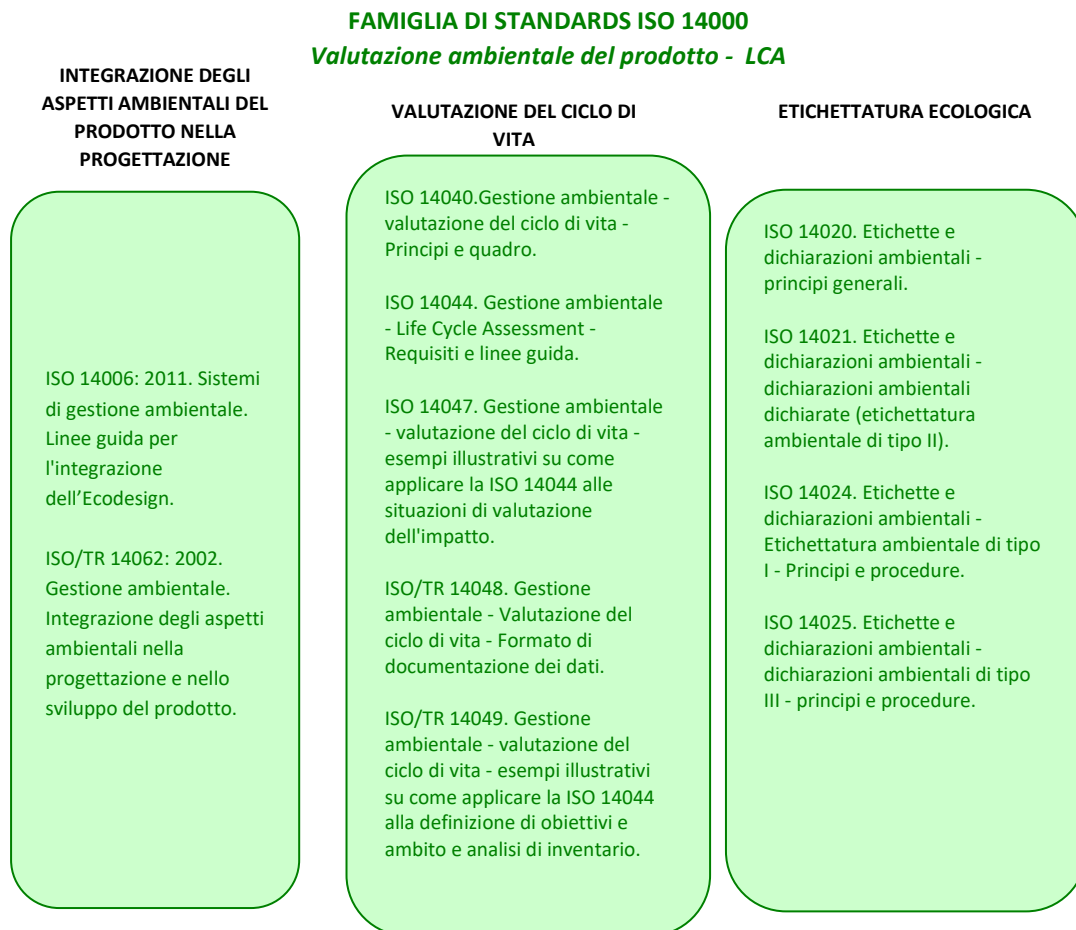 FAMIGLIA DI STANDARDS ISO 14000
Valutazione ambientale del prodotto - LCA
INTEGRAZIONE DEGLI
ASPETTI AMBIENTALI DEL
PRODOTTO NELLA
PROGETTAZIONE
ISO 14006: 2011. Sistemi
di gestione ambientale.
Linee guida per
l'integrazione
dell’Ecodesign.
ISO/TR 14062: 2002.
Gestione ambientale.
Integrazione degli aspetti
ambientali nella
progettazione e nello
sviluppo del prodotto.
VALUTAZIONE DEL CICLO DI
VITA
ISO 14040.Gestione ambientale -
valutazione del ciclo di vita -
Principi e quadro.
ISO 14044. Gestione ambientale
- Life Cycle Assessment -
Requisiti e linee guida.
ISO 14047. Gestione ambientale
- valutazione del ciclo di vita -
esempi illustrativi su come
applicare la ISO 14044 alle
situazioni di valutazione
dell'impatto.
ISO/TR 14048. Gestione
ambientale - Valutazione del
ciclo di vita - Formato di
documentazione dei dati.
ISO/TR 14049. Gestione
ambientale - valutazione del
ciclo di vita - esempi illustrativi
su come applicare la ISO 14044
alla definizione di obiettivi e
ambito e analisi di inventario.
ETICHETTATURA ECOLOGICA
ISO 14020. Etichette e
dichiarazioni ambientali -
principi generali.
ISO 14021. Etichette e
dichiarazioni ambientali -
dichiarazioni ambientali
dichiarate (etichettatura
ambientale di tipo II).
ISO 14024. Etichette e
dichiarazioni ambientali -
Etichettatura ambientale di tipo
I - Principi e procedure.
ISO 14025. Etichette e
dichiarazioni ambientali -
dichiarazioni ambientali di tipo
III - principi e procedure.